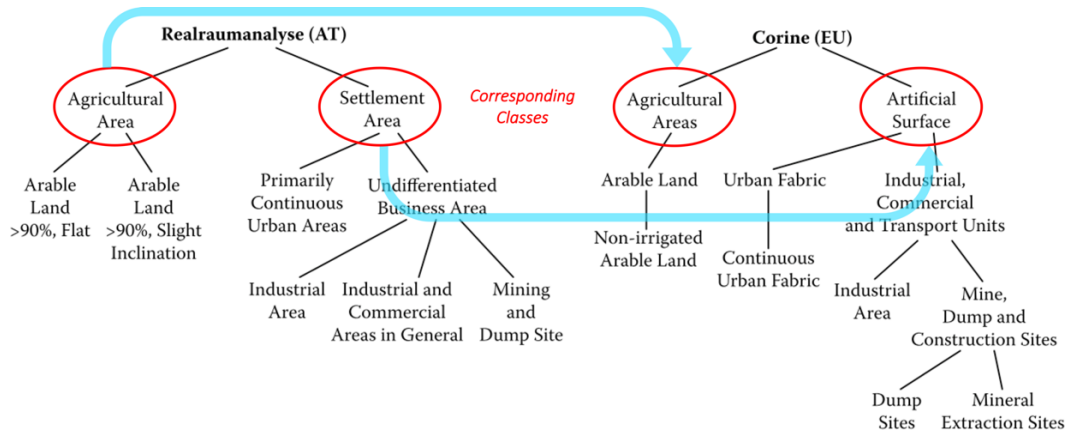 Realraumanalyse (AT)
Corine (EU)
Agricultural
Area
Settlement
Area
Corresponding
Classes
Agricultural
Areas
Artificial
Surface
Arable
Land
>90%, Flat
Arable
Land
>90%, Slight
Inclination
Primarily
Continuous
Urban Areas
Undifferentiated
Business Area
Arable Land
Urban Fabric
Industrial,
Commercial
and Transport Units
Non-irrigated
Arable Land
Continuous
Urban Fabric
Industrial
Area
Industrial and
Commercial
Areas in General
Mining
and
Dump Site
Industrial
Area
Mine,
Dump and
Construction Sites
Dump
Sites
Mineral
Extraction Sites